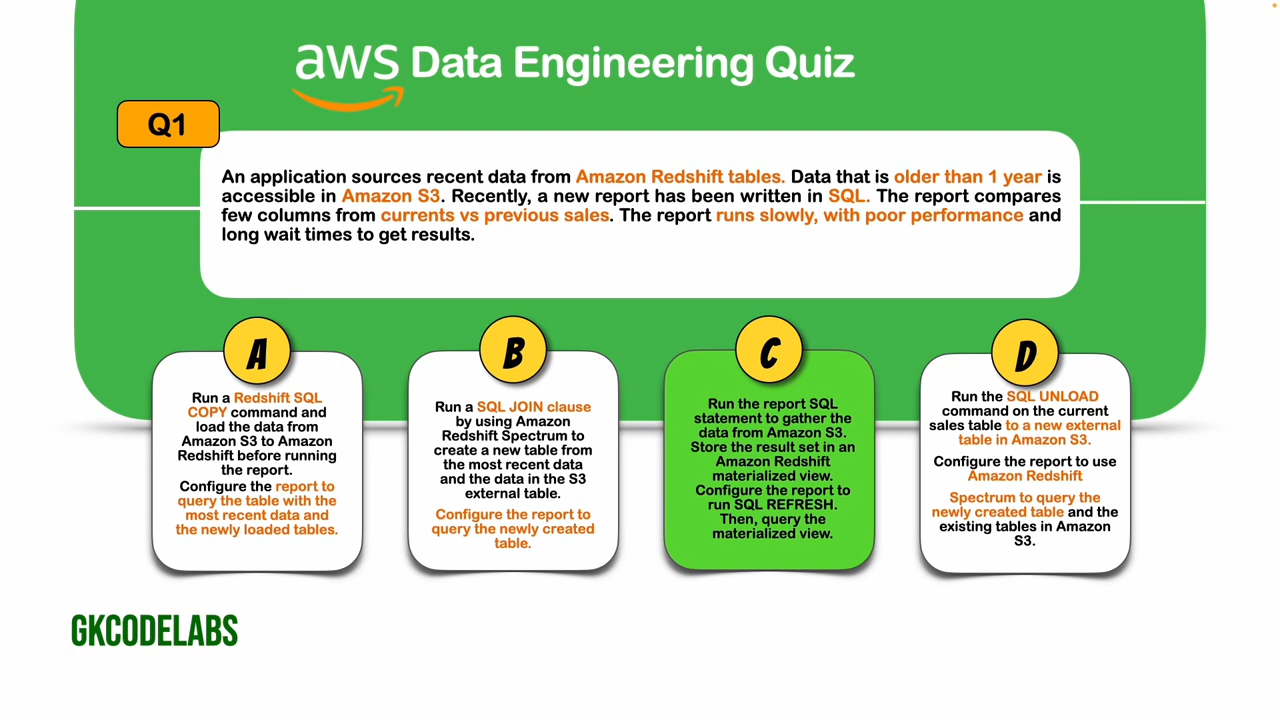 aws Data Engineering Quiz
Q1
An application sources recent data from Amazon Redshift tables. Data that is older than 1 year is
accessible in Amazon S3. Recently, a new report has been written in SQL. The report compares
few columns from currents vs previous sales. The report runs slowly, with poor performance and
long wait times to get results.
A
Run a Redshift SQL
COPY command and
load the data from
Amazon S3 to Amazon
Redshift before running
the report.
Configure the report to
query the table with the
most recent data and
the newly loaded tables.
B
Run a SQL JOIN clause
by using Amazon
Redshift Spectrum to
create a new table from
the most recent data
and the data in the S3
external table.
Configure the report to
query the newly created
table.
C
Run the report SQL
statement to gather the
data from Amazon S3.
Store the result set in an
Amazon Redshift
materialized view.
Configure the report to
run SQL REFRESH.
Then, query the
materialized view.
D
Run the SQL UNLOAD
command on the current
sales table to a new external
table in Amazon S3.
Configure the report to use
Amazon Redshift
Spectrum to query the
newly created table and the
existing tables in Amazon
S3.
GKCODELABS